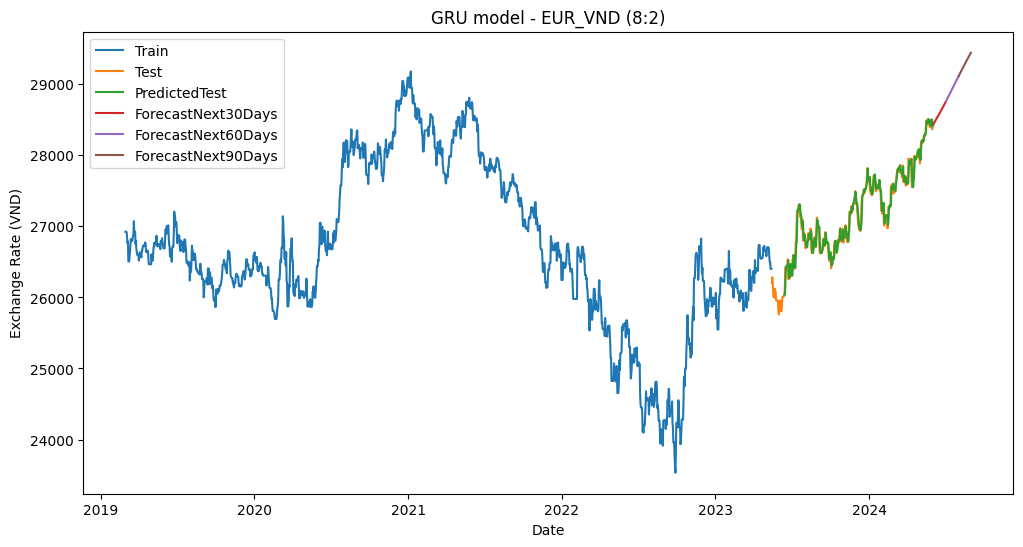 GRU model - EUR_VND (8:2)
Train
Test
PredictedTest
ForecastNext30Days
ForecastNext60Days
ForecastNext90Days
Exchange Rate (VND)
29000
28000
27000
26000
25000
24000
2019 2020 2021 2022 2023 2024
Date